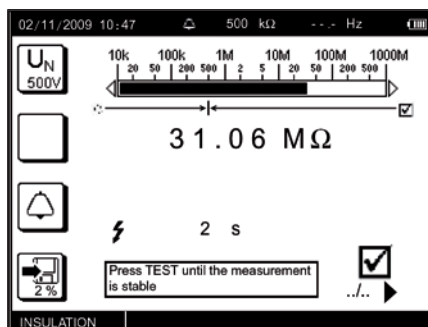 02/11/2009 10:47 500 kΩ - - -.- Hz
U_N 500V
10k 100k 1M 10M 100M 1000M
20 50 200 500 2 5 20 50 200 500
31.06 MΩ
2 s
Press TEST until the measurement
is stable
2 %
../..
INSULATION